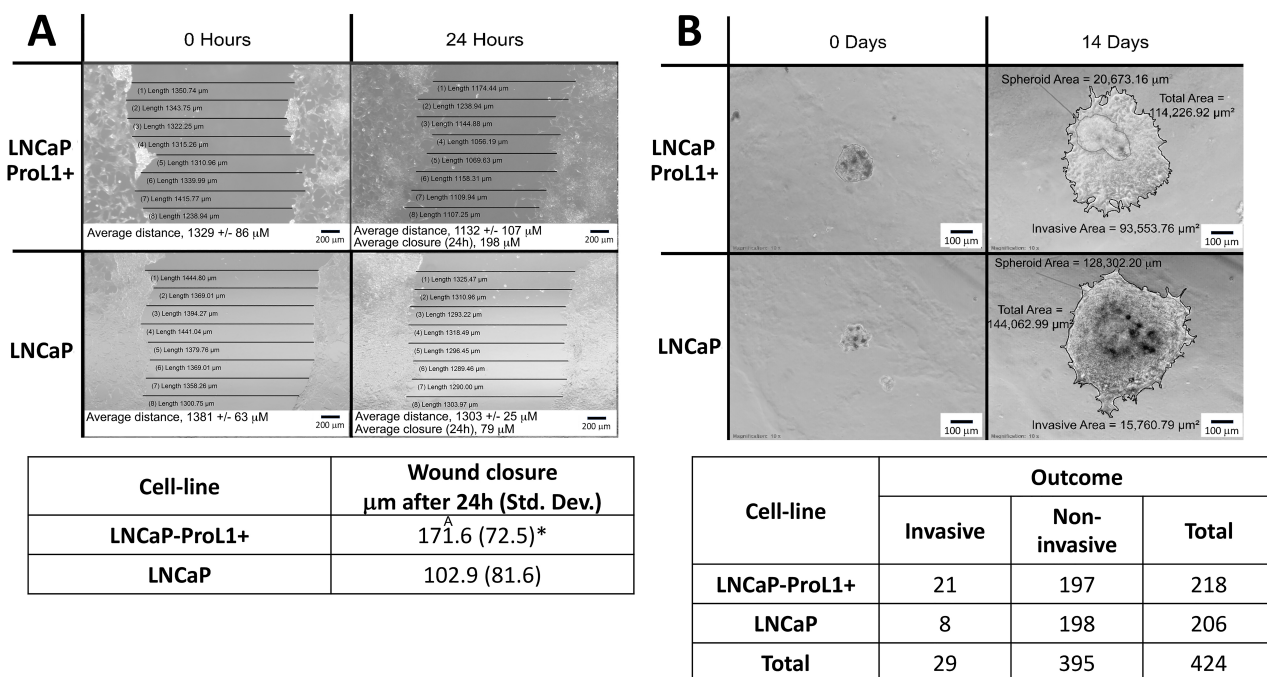 A
0 Hours
24 Hours
LNCaP
ProL1+
(1) Length 1350.74 µm
(2) Length 1343.75 µm
(3) Length 1322.25 µm
(4) Length 1315.26 µm
(5) Length 1310.96 µm
(6) Length 1339.99 µm
(7) Length 1415.77 µm
(8) Length 1238.94 µm
Average distance, 1329 +/- 86 µM
200 µm
(1) Length 1174.44 µm
(2) Length 1238.94 µm
(3) Length 1144.88 µm
(4) Length 1056.19 µm
(5) Length 1069.63 µm
(6) Length 1158.31 µm
(7) Length 1109.94 µm
(8) Length 1107.25 µm
Average distance, 1132 +/- 107 µM
Average closure (24h), 198 µM
200 µm
LNCaP
(1) Length 1444.80 µm
(2) Length 1369.01 µm
(3) Length 1394.27 µm
(4) Length 1441.04 µm
(5) Length 1379.76 µm
(6) Length 1369.01 µm
(7) Length 1358.26 µm
(8) Length 1300.75 µm
Average distance, 1381 +/- 63 µM
200 µm
(1) Length 1325.47 µm
(2) Length 1310.96 µm
(3) Length 1293.22 µm
(4) Length 1318.49 µm
(5) Length 1296.45 µm
(6) Length 1289.46 µm
(7) Length 1290.00 µm
(8) Length 1303.97 µm
Average distance, 1303 +/- 25 µM
Average closure (24h), 79 µM
200 µm
Cell-line
Wound closure
µm after 24h (Std. Dev.)
A
LNCaP-ProL1+ 171.6 (72.5)*
LNCaP 102.9 (81.6)
B
0 Days
14 Days
LNCaP
ProL1+
Magnification: 10 x
100 µm
Spheroid Area = 20,673.16 µm
Total Area =
114,226.92 µm²
Invasive Area = 93,553.76 µm²
Magnification: 10 x
100 µm
LNCaP
Magnification: 10 x
100 µm
Spheroid Area = 128,302.20 µm
Total Area =
144,062.99 µm²
Invasive Area = 15,760.79 µm²
Magnification: 10 x
100 µm
Cell-line
Outcome
Invasive
Non-
invasive
Total
LNCaP-ProL1+ 21 197 218
LNCaP 8 198 206
Total 29 395 424